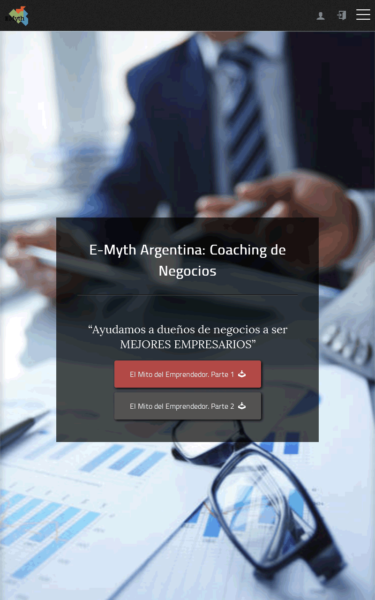 E-Myth Argentina: Coaching de
Negocios
“Ayudamos a dueños de negocios a ser
MEJORES EMPRESARIOS”
El Mito del Emprendedor. Parte 1
El Mito del Emprendedor. Parte 2